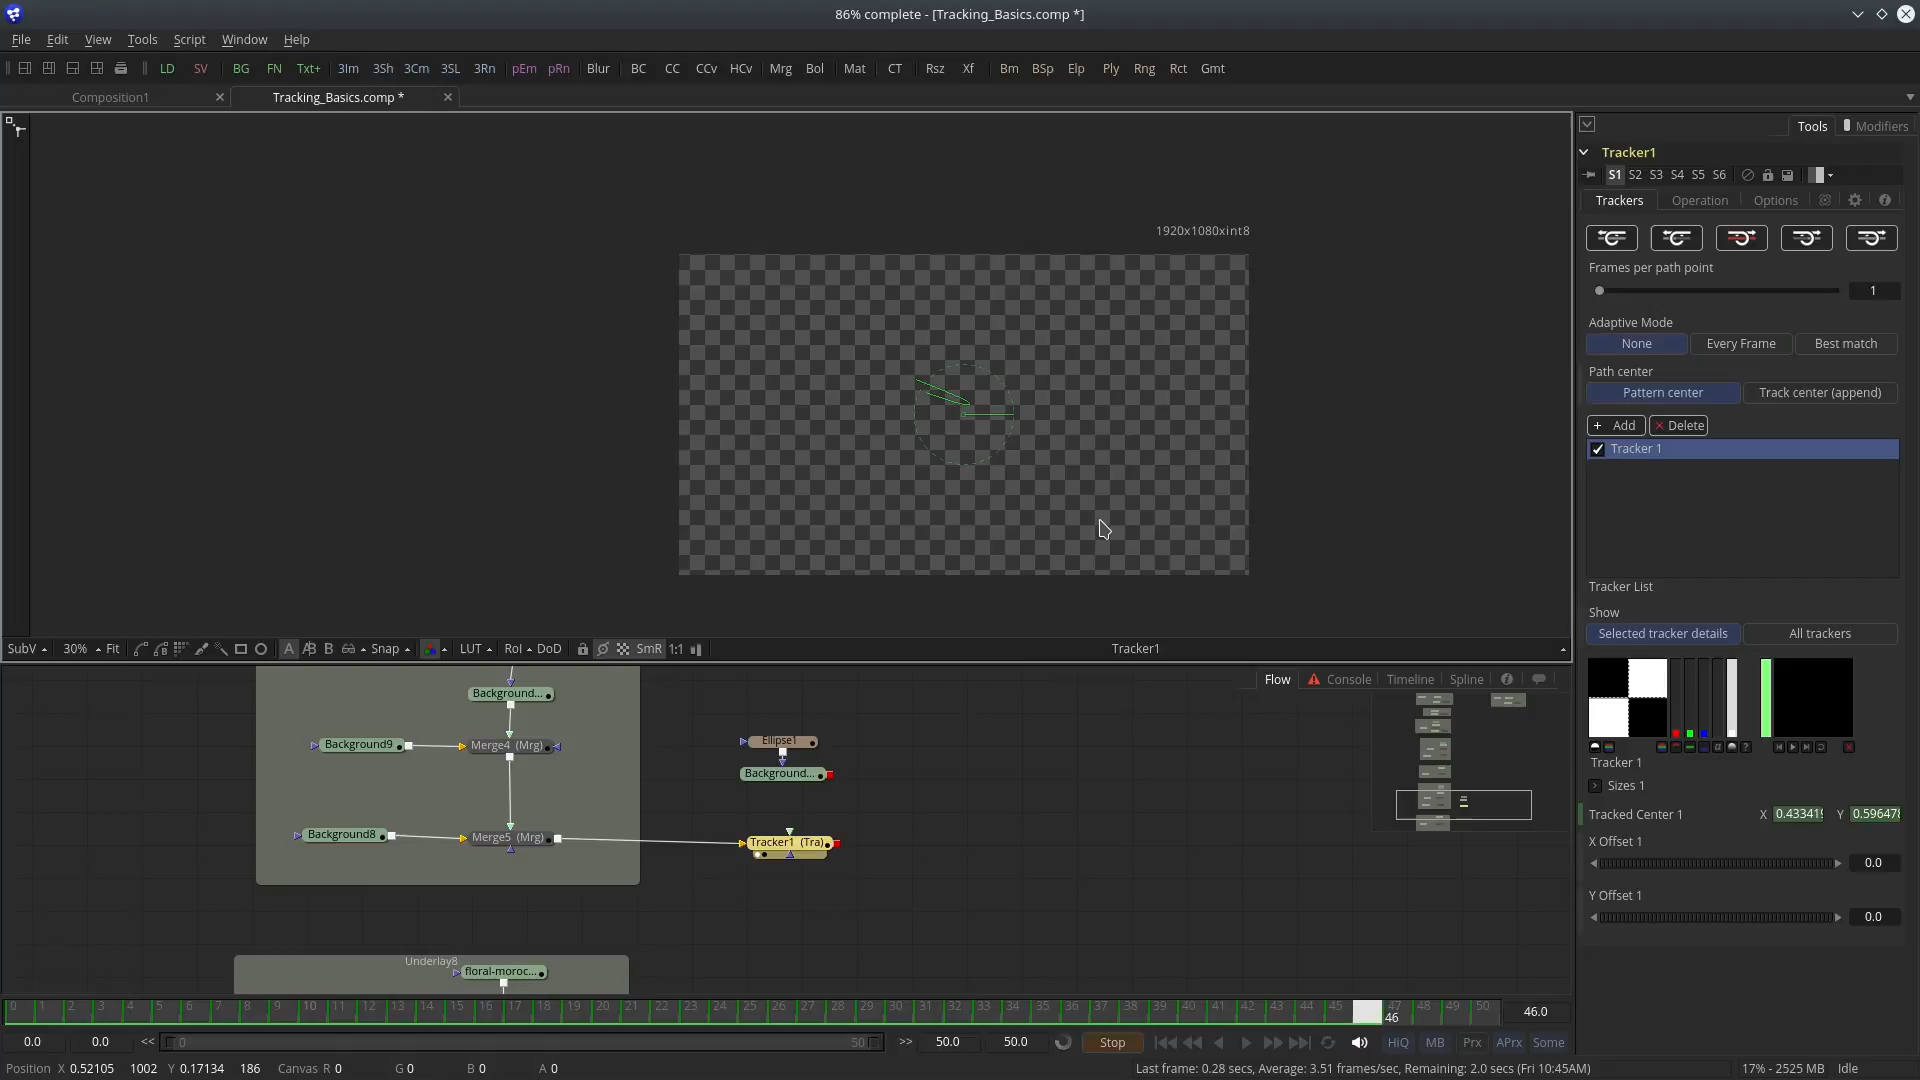 86% complete - [Tracking_Basics.comp *]
File Edit View Tools Script Window Help
LD SV BG FN Txt+ 3Im 3Sh 3Cm 3SL 3Rn pEm pRn Blur BC CC CCv HCv Mrg Bol Mat CT Rsz Xf Bm BSp Elp Ply Rng Rct Gmt
Composition1 Tracking_Basics.comp *
Tools Modifiers
Tracker1
S1 S2 S3 S4 S5 S6
Trackers Operation Options
1920x1080xint8
Frames per path point
1
Adaptive Mode
None Every Frame Best match
Path center
Pattern center Track center (append)
+ Add × Delete
Tracker 1
Tracker List
Show
Selected tracker details All trackers
Tracker 1
Sizes 1
Tracked Center 1 X 0.433419 Y 0.596478
X Offset 1
0.0
Y Offset 1
0.0
SubV 30% Fit A B Snap LUT RoI DoD SmR 1:1 Tracker1
Flow Console Timeline Spline
Background...
Background9 Merge4 (Mrg)
Ellipse1
Background...
Background8 Merge5 (Mrg) Tracker1 (Tra)
Underlay8
floral-moroc...
0 1 2 3 4 5 6 7 8 9 10 11 12 13 14 15 16 17 18 19 20 21 22 23 24 25 26 27 28 29 30 31 32 33 34 35 36 37 38 39 40 41 42 43 44 45 47 48 49 50 46.0
46
0.0 0.0 << 0 50 >> 50.0 50.0 Stop HiQ MB Prx APrx Some
Position X 0.52105 1002 Y 0.17134 186 Canvas R 0 G 0 B 0 A 0 Last frame: 0.28 secs, Average: 3.51 frames/sec, Remaining: 2.0 secs (Fri 10:45AM) 17% - 2525 MB Idle